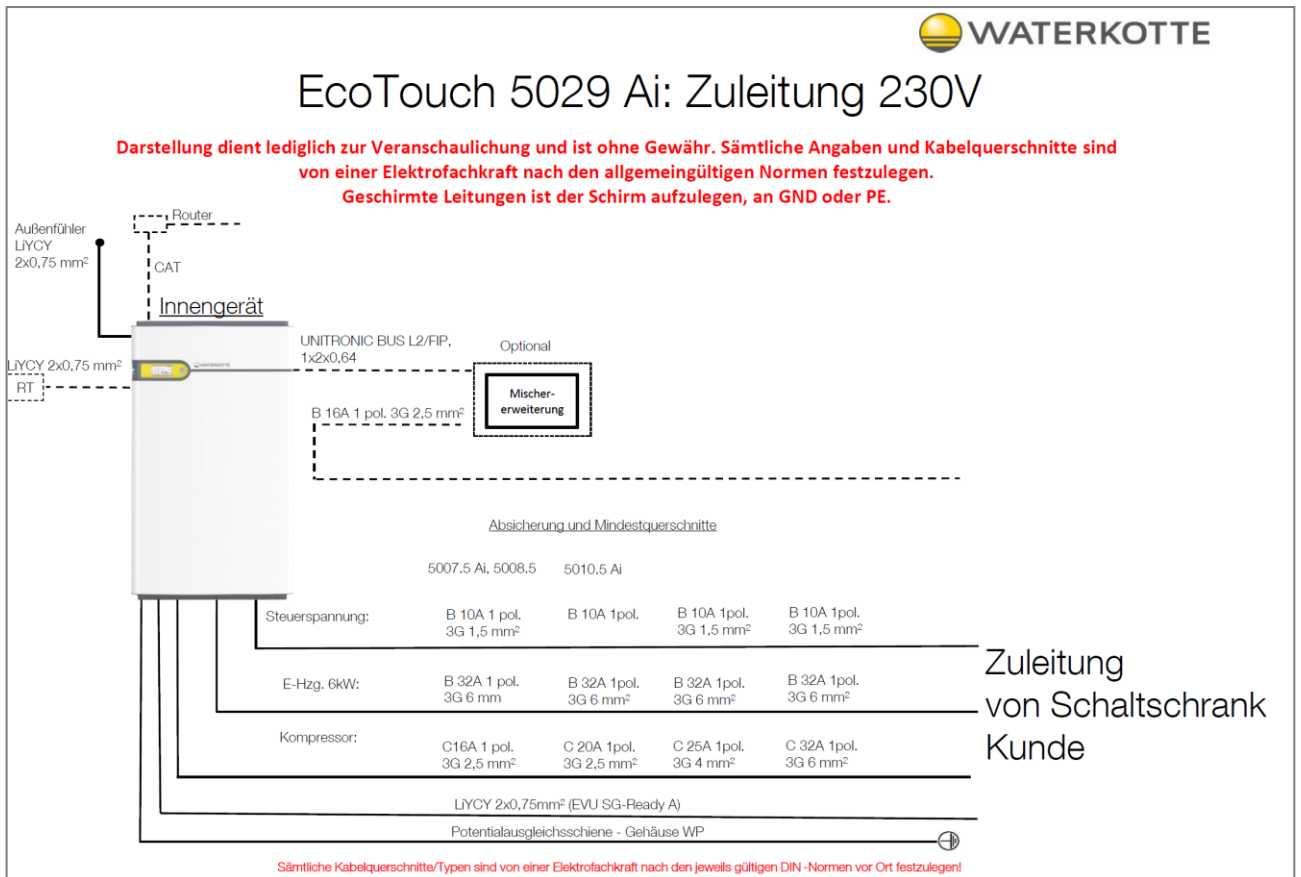 WATERKOTTE
EcoTouch 5029 Ai: Zuleitung 230V
Darstellung dient lediglich zur Veranschaulichung und ist ohne Gewähr. Sämtliche Angaben und Kabelquerschnitte sind
von einer Elektrofachkraft nach den allgemeingültigen Normen festzulegen.
Geschirmte Leitungen ist der Schirm aufzulegen, an GND oder PE.
Router
Außenfühler
LiYCY
2x0,75 mm²
CAT
Innengerät
UNITRONIC BUS L2/FIP,
1x2x0,64
Optional
LiYCY 2x0,75 mm²
RT
Mischer-
erweiterung
B 16A 1 pol. 3G 2,5 mm²
Absicherung und Mindestquerschnitte
5007.5 Ai, 5008.5 5010.5 Ai
Steuerspannung: B 10A 1 pol. B 10A 1pol. B 10A 1pol. B 10A 1pol.
3G 1,5 mm² 3G 1,5 mm² 3G 1,5 mm²
E-Hzg. 6kW: B 32A 1 pol. B 32A 1pol. B 32A 1pol. B 32A 1pol.
3G 6 mm 3G 6 mm² 3G 6 mm² 3G 6 mm²
Kompressor: C16A 1 pol. C 20A 1pol. C 25A 1pol. C 32A 1pol.
3G 2,5 mm² 3G 2,5 mm² 3G 4 mm² 3G 6 mm²
Zuleitung
von Schaltschrank
Kunde
LiYCY 2x0,75mm² (EVU SG-Ready A)
Potentialausgleichsschiene - Gehäuse WP
Sämtliche Kabelquerschnitte/Typen sind von einer Elektrofachkraft nach den jeweils gültigen DIN -Normen vor Ort festzulegen!